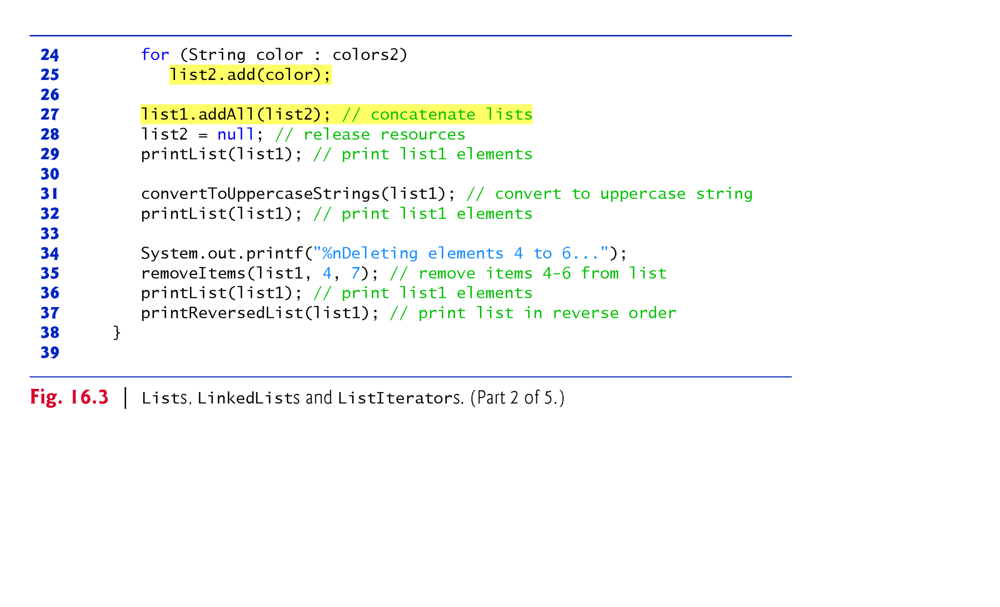 24 for (String color : colors2)
25 list2.add(color);
26
27 list1.addAll(list2); // concatenate lists
28 list2 = null; // release resources
29 printList(list1); // print list1 elements
30
31 convertToUppercaseStrings(list1); // convert to uppercase string
32 printList(list1); // print list1 elements
33
34 System.out.printf("%nDeleting elements 4 to 6...");
35 removeItems(list1, 4, 7); // remove items 4-6 from list
36 printList(list1); // print list1 elements
37 printReversedList(list1); // print list in reverse order
38 }
39
Fig. 16.3 | Lists, LinkedLists and ListIterators. (Part 2 of 5.)